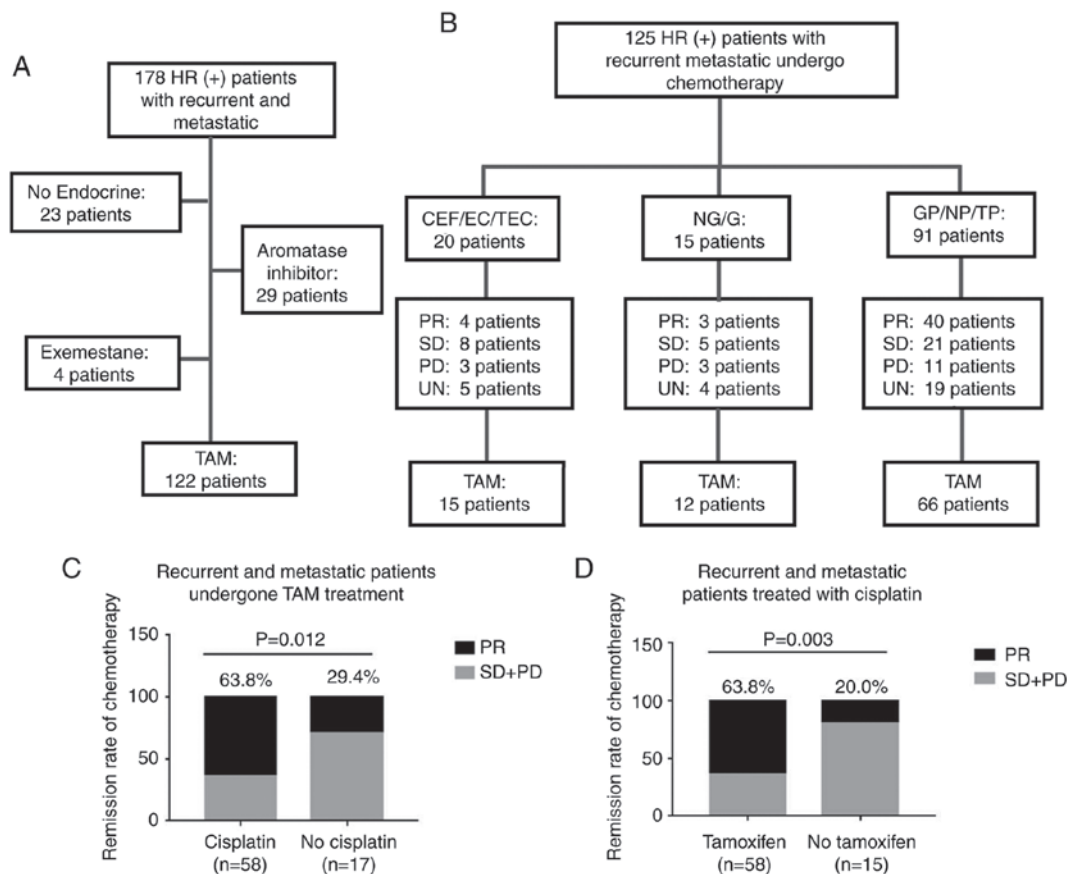 A
178 HR (+) patients
with recurrent and
metastatic
No Endocrine:
23 patients
Aromatase
inhibitor:
29 patients
Exemestane:
4 patients
TAM:
122 patients
B
125 HR (+) patients with
recurrent metastatic undergo
chemotherapy
CEF/EC/TEC:
20 patients
NG/G:
15 patients
GP/NP/TP:
91 patients
PR: 4 patients
SD: 8 patients
PD: 3 patients
UN: 5 patients
PR: 3 patients
SD: 5 patients
PD: 3 patients
UN: 4 patients
PR: 40 patients
SD: 21 patients
PD: 11 patients
UN: 19 patients
TAM:
15 patients
TAM:
12 patients
TAM
66 patients
C
Recurrent and metastatic patients
undergone TAM treatment
Remission rate of chemotherapy
150
100
50
0
P=0.012
63.8%
29.4%
PR
SD+PD
Cisplatin
(n=58)
No cisplatin
(n=17)
D
Recurrent and metastatic
patients treated with cisplatin
Remission rate of chemotherapy
150
100
50
0
P=0.003
63.8%
20.0%
PR
SD+PD
Tamoxifen
(n=58)
No tamoxifen
(n=15)